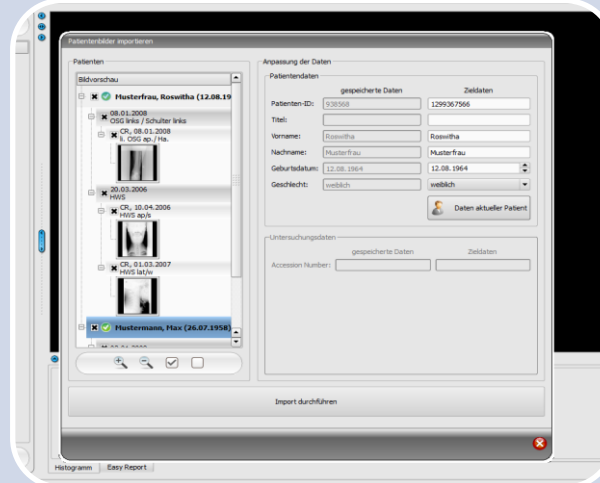 Patientenbilder importieren
Patienten
Bildvorschau
Musterfrau, Roswitha (12.08.19
08.01.2008
OSG links / Schulter links
CR, 08.01.2008
li. OSG ap./ Ha.
20.03.2006
HWS
CR, 10.04.2006
HWS ap/s
CR, 01.03.2007
HWS lat/w
Mustermann, Max (26.07.1958)
Anpassung der Daten
Patientendaten
gespeicherte Daten Zieldaten
Patienten-ID: 938568 1299367566
Titel:
Vorname: Roswitha Roswitha
Nachname: Musterfrau Musterfrau
Geburtsdatum: 12.08.1964 12.08.1964
Geschlecht: weiblich weiblich
Daten aktueller Patient
Untersuchungsdaten
gespeicherte Daten Zieldaten
Accession Number:
Import durchführen
Histogramm Easy Report